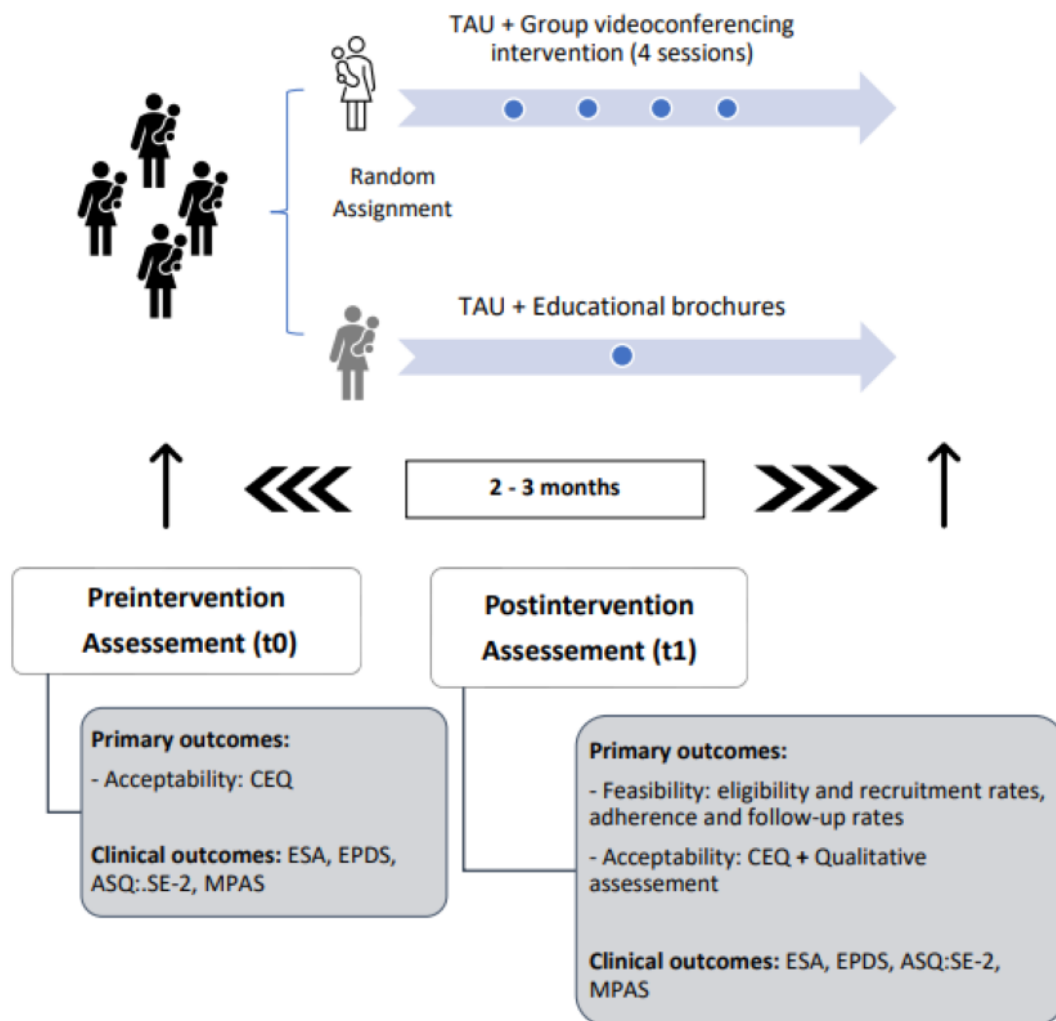 TAU + Group videoconferencing
intervention (4 sessions)
Random
Assignment
TAU + Educational brochures
2 - 3 months
Preintervention
Assessement (t0)
Primary outcomes:
- Acceptability: CEQ
Clinical outcomes: ESA, EPDS,
ASQ:.SE-2, MPAS
Postintervention
Assessement (t1)
Primary outcomes:
- Feasibility: eligibility and recruitment rates,
adherence and follow-up rates
- Acceptability: CEQ + Qualitative
assessement
Clinical outcomes: ESA, EPDS, ASQ:SE-2,
MPAS